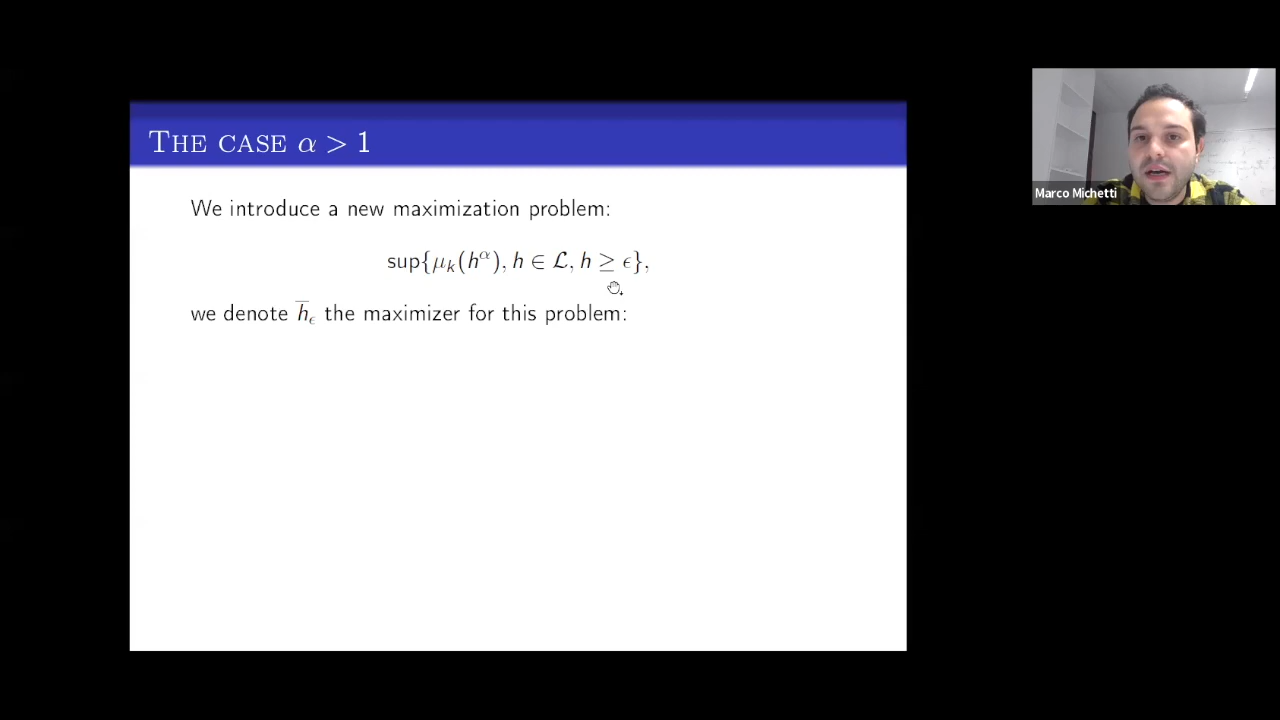 THE CASE α > 1
We introduce a new maximization problem:
sup{μₖ(h^α), h ∈ ℒ, h ≥ ϵ},
we denote h̅_ϵ the maximizer for this problem:
Marco Michetti